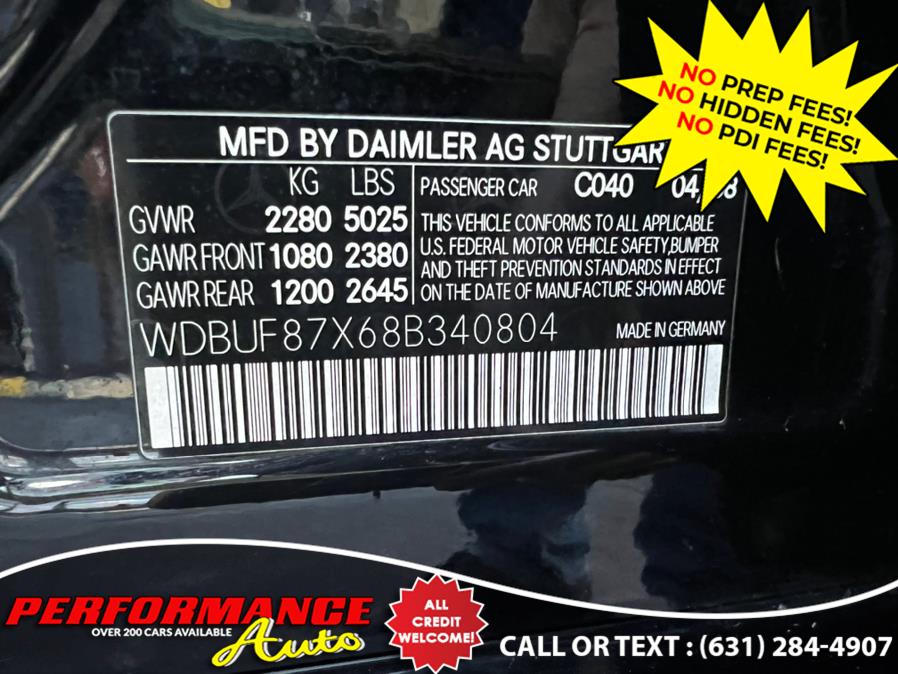 NO PREP FEES!
NO HIDDEN FEES!
NO PDI FEES!
MFD BY DAIMLER AG
KG LBS
PASSENGER CAR C040
GVWR 2280 5025
GAWR FRONT 1080 2380
GAWR REAR 1200 2645
THIS VEHICLE CONFORMS TO ALL APPLICABLE
U.S. FEDERAL MOTOR VEHICLE SAFETY,BUMPER
AND THEFT PREVENTION STANDARDS IN EFFECT
ON THE DATE OF MANUFACTURE SHOWN ABOVE
WDBUF87X68B340804
MADE IN GERMANY
PERFORMANCE
OVER 200 CARS AVAILABLE
Auto
ALL
CREDIT
WELCOME!
CALL OR TEXT : (631) 284-4907